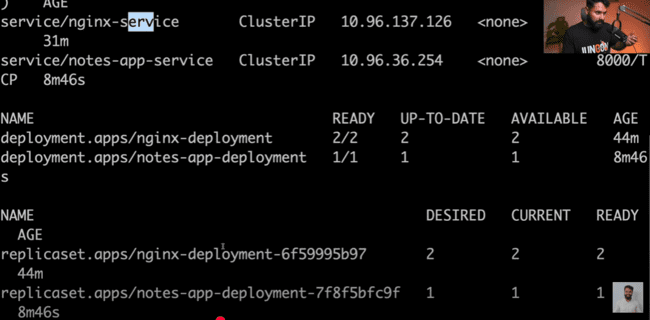 )      AGE
service/nginx-service        ClusterIP   10.96.137.126   <none>
      31m
service/notes-app-service    ClusterIP   10.96.36.254    <none>        8000/T
CP   8m46s
NAME                                   READY   UP-TO-DATE   AVAILABLE   AGE
deployment.apps/nginx-deployment       2/2     2            2           44m
deployment.apps/notes-app-deployment   1/1     1            1           8m46
s
NAME                                              DESIRED   CURRENT   READY
  AGE
replicaset.apps/nginx-deployment-6f59995b97       2         2         2
  44m
replicaset.apps/notes-app-deployment-7f8f5bfc9f   1         1         1
  8m46s